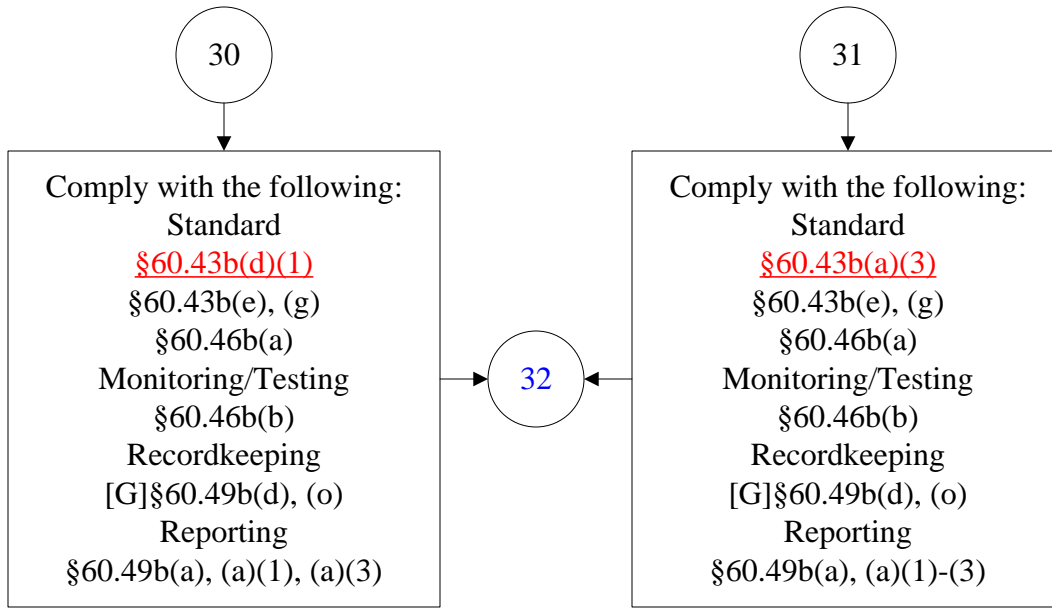 30
Comply with the following:
Standard
§60.43b(d)(1)
§60.43b(e), (g)
§60.46b(a)
Monitoring/Testing
§60.46b(b)
Recordkeeping
[G]§60.49b(d), (o)
Reporting
§60.49b(a), (a)(1), (a)(3)
32
31
Comply with the following:
Standard
§60.43b(a)(3)
§60.43b(e), (g)
§60.46b(a)
Monitoring/Testing
§60.46b(b)
Recordkeeping
[G]§60.49b(d), (o)
Reporting
§60.49b(a), (a)(1)-(3)